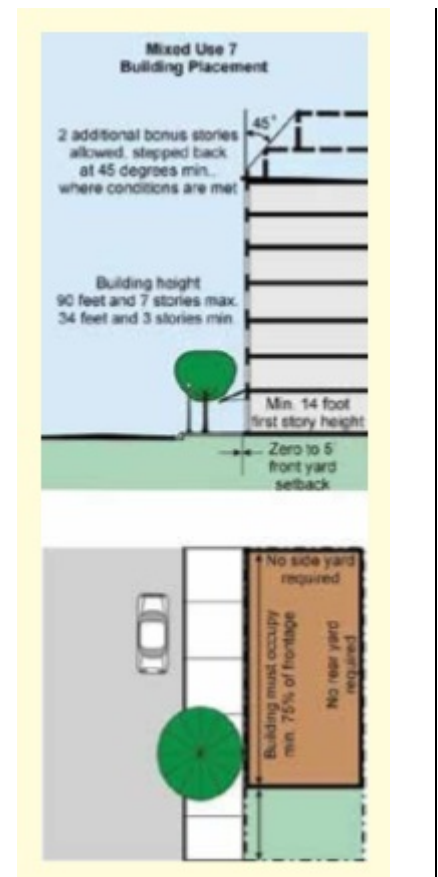 Mixed Use 7
Building Placement
45°
2 additional bonus stories
allowed, stepped back
at 45 degrees min.,
where conditions are met
Building height
90 feet and 7 stories max.
34 feet and 3 stories min.
Min. 14 foot
first story height
Zero to 5'
front yard
setback
No side yard
required
Building must occupy
min. 75% of frontage
No rear yard
required